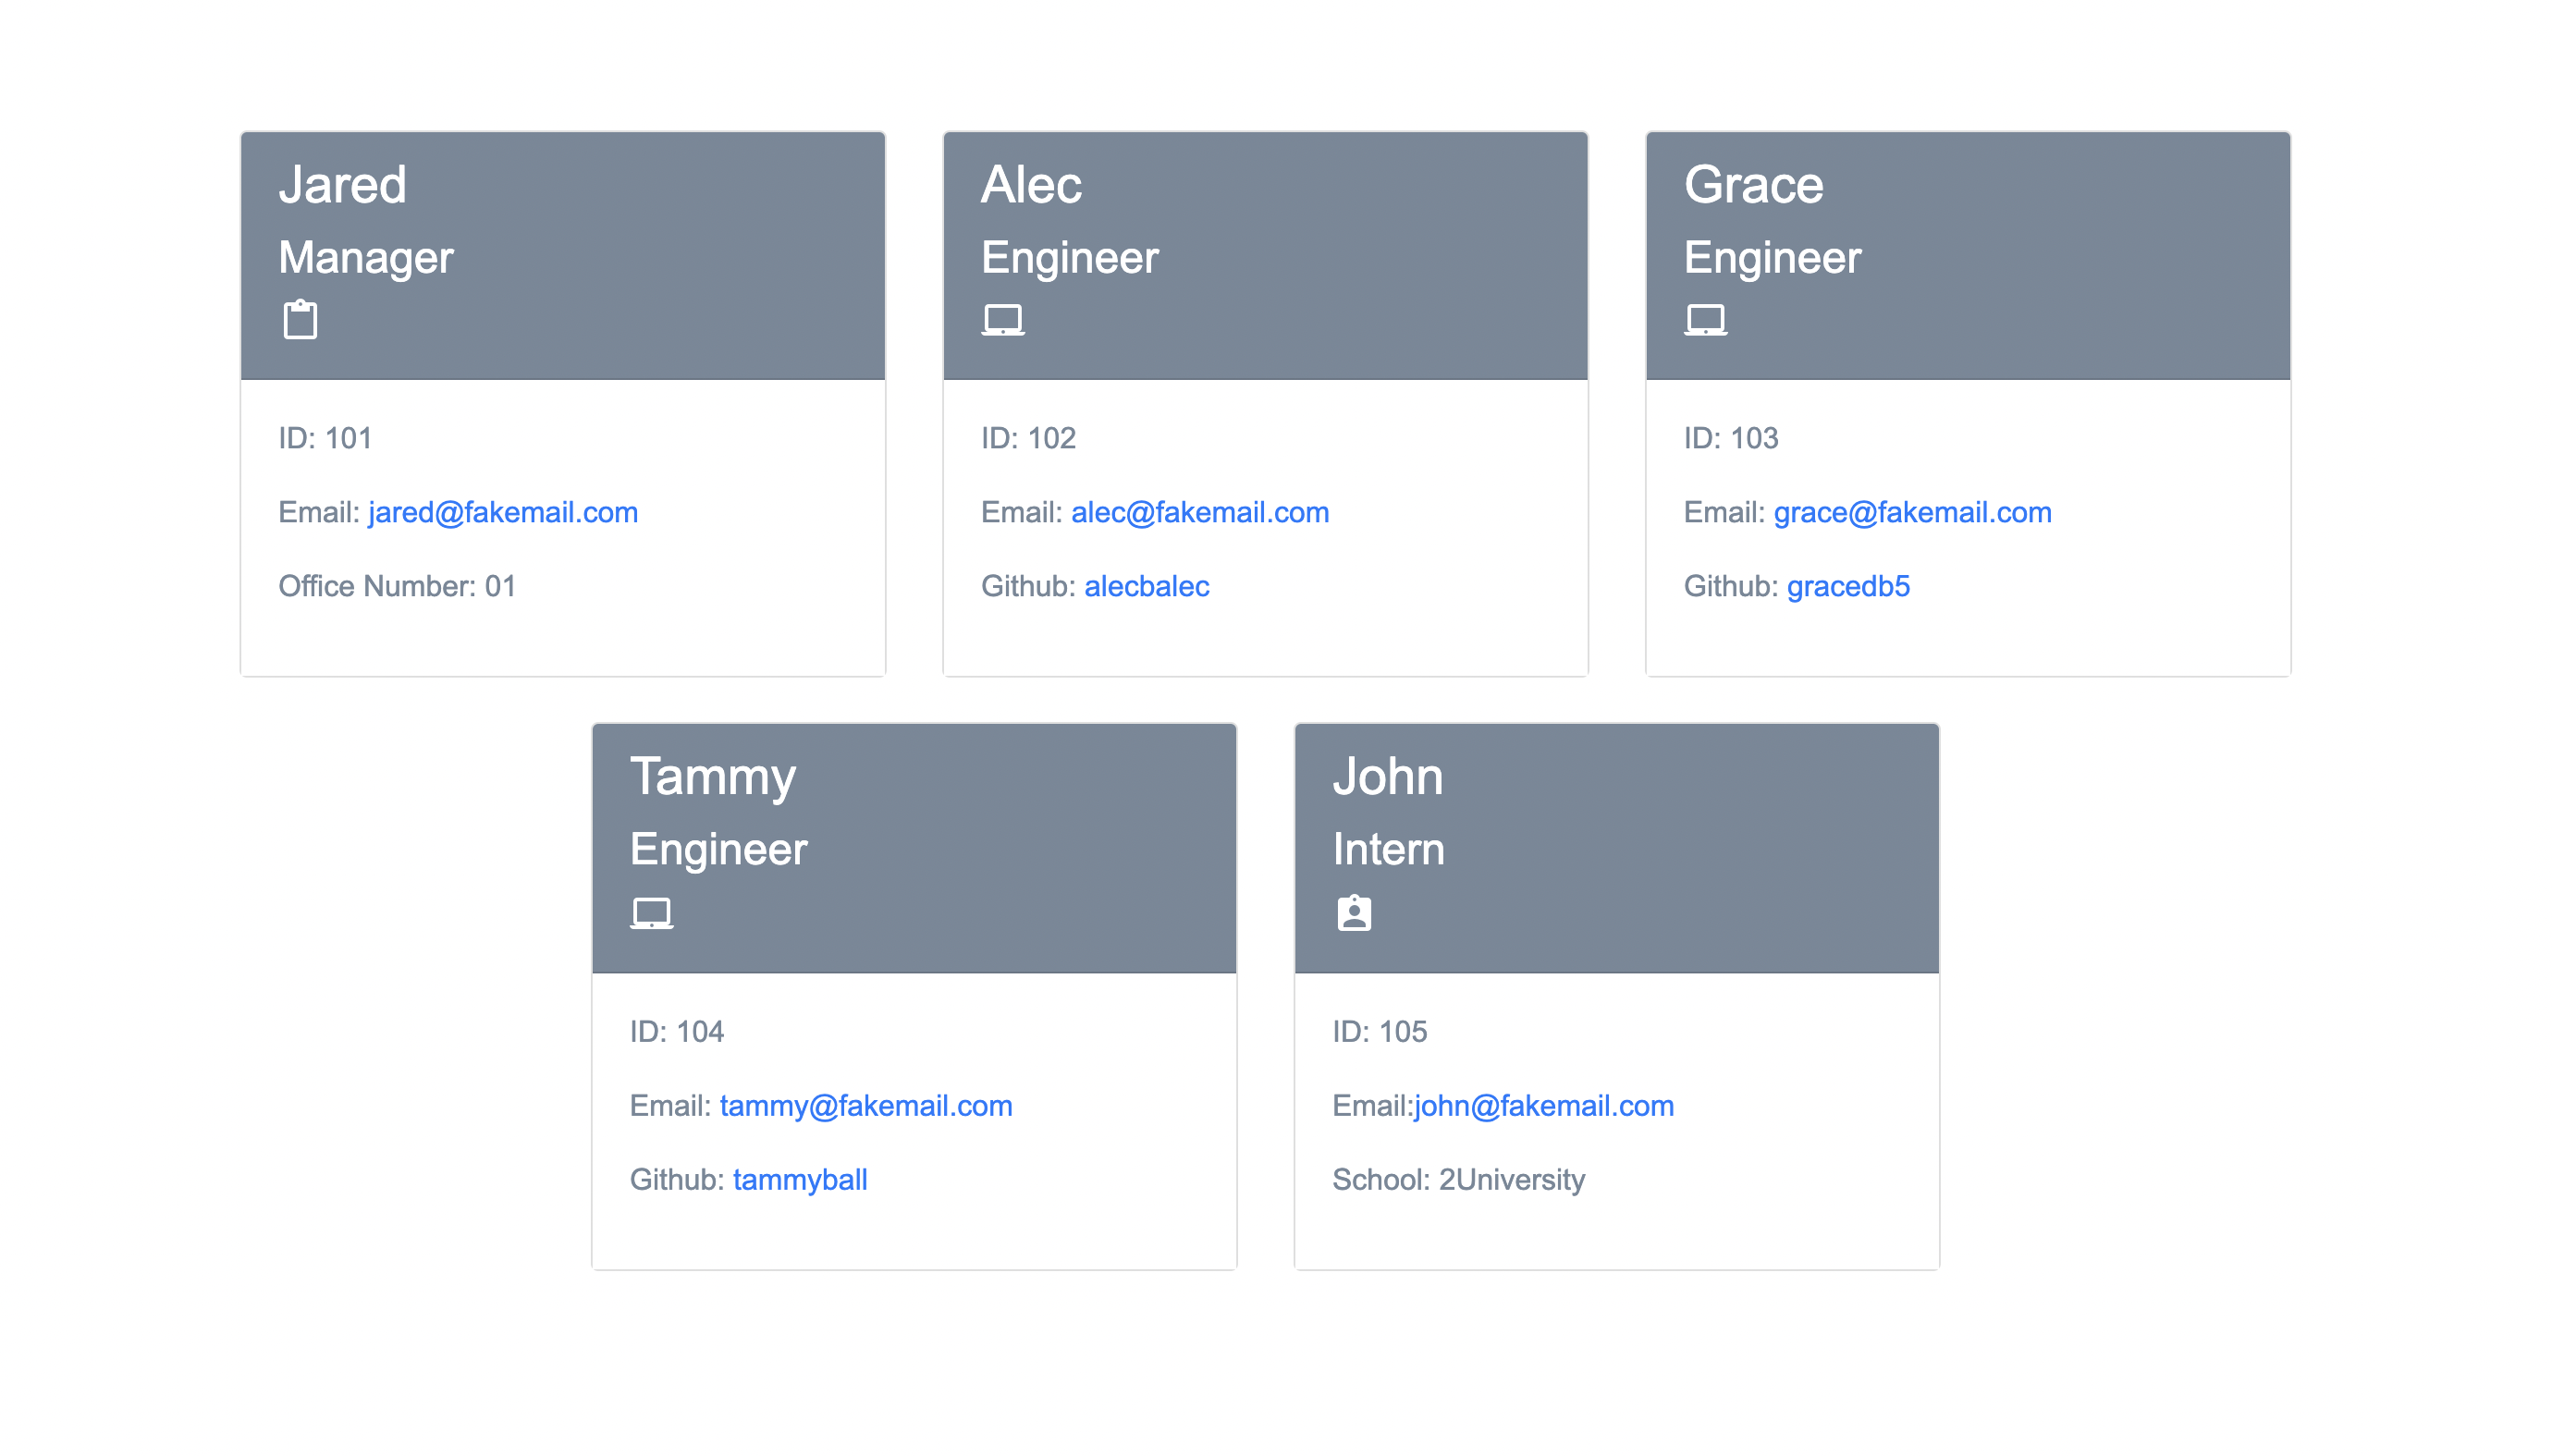 Jared
Manager
ID: 101
Email: jared@fakemail.com
Office Number: 01
Alec
Engineer
ID: 102
Email: alec@fakemail.com
Github: alecbalec
Grace
Engineer
ID: 103
Email: grace@fakemail.com
Github: gracedb5
Tammy
Engineer
ID: 104
Email: tammy@fakemail.com
Github: tammyball
John
Intern
ID: 105
Email:john@fakemail.com
School: 2University